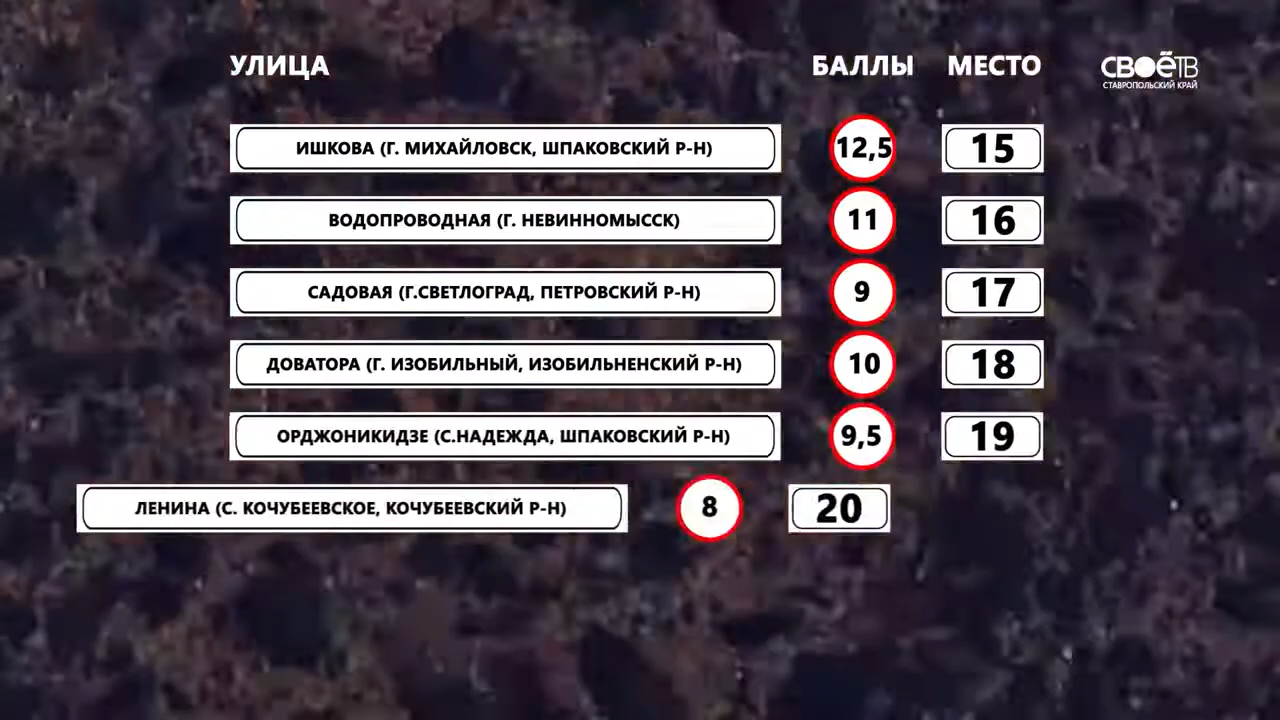 УЛИЦА БАЛЛЫ МЕСТО
СВОЁТВ
СТАВРОПОЛЬСКИЙ КРАЙ
ИШКОВА (Г. МИХАЙЛОВСК, ШПАКОВСКИЙ Р-Н) 12,5 15
ВОДОПРОВОДНАЯ (Г. НЕВИННОМЫССК) 11 16
САДОВАЯ (Г.СВЕТЛОГРАД, ПЕТРОВСКИЙ Р-Н) 9 17
ДОВАТОРА (Г. ИЗОБИЛЬНЫЙ, ИЗОБИЛЬНЕНСКИЙ Р-Н) 10 18
ОРДЖОНИКИДЗЕ (С.НАДЕЖДА, ШПАКОВСКИЙ Р-Н) 9,5 19
ЛЕНИНА (С. КОЧУБЕЕВСКОЕ, КОЧУБЕЕВСКИЙ Р-Н) 8 20